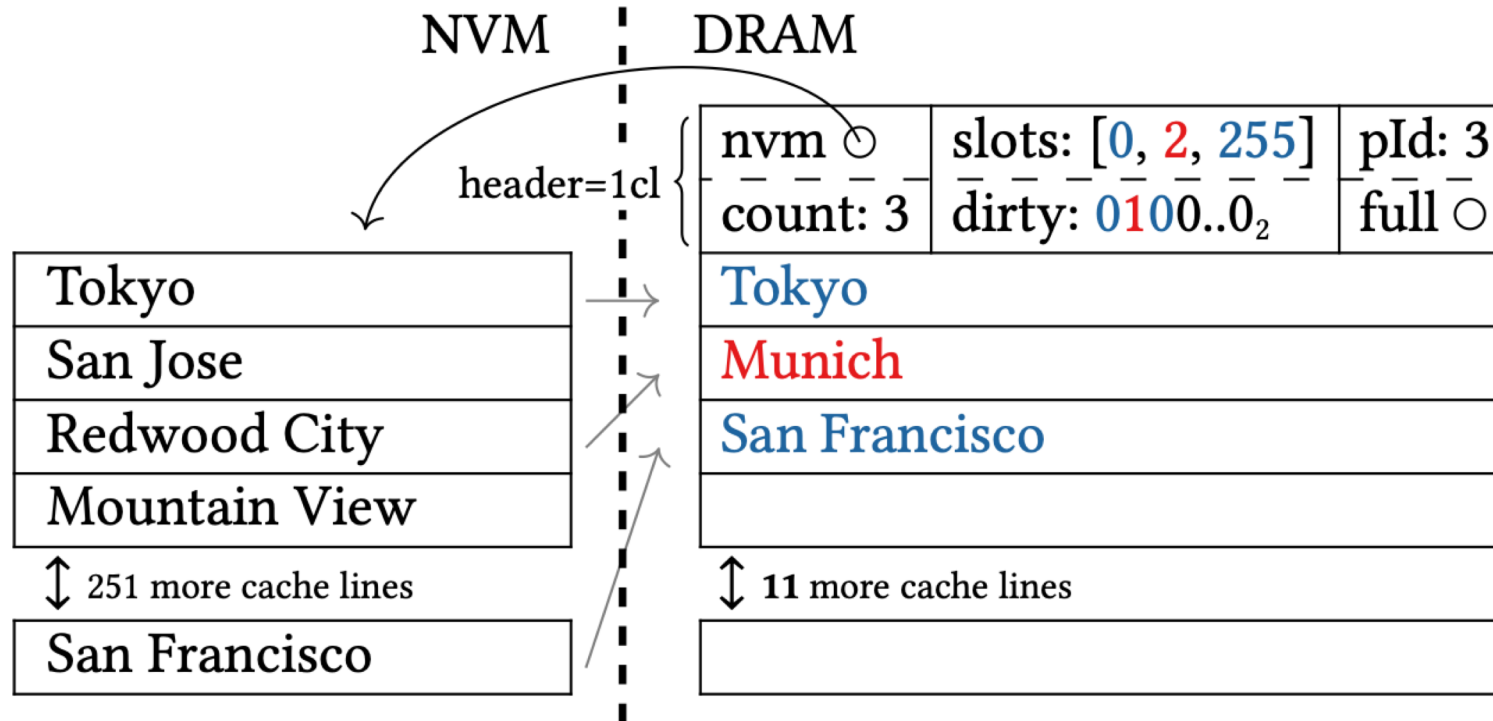 NVM
DRAM
header=1cl
nvm
slots: [0, 2, 255]
pId: 3
count: 3
dirty: 0100..0₂
full
Tokyo
San Jose
Redwood City
Mountain View
251 more cache lines
San Francisco
Tokyo
Munich
San Francisco
11 more cache lines